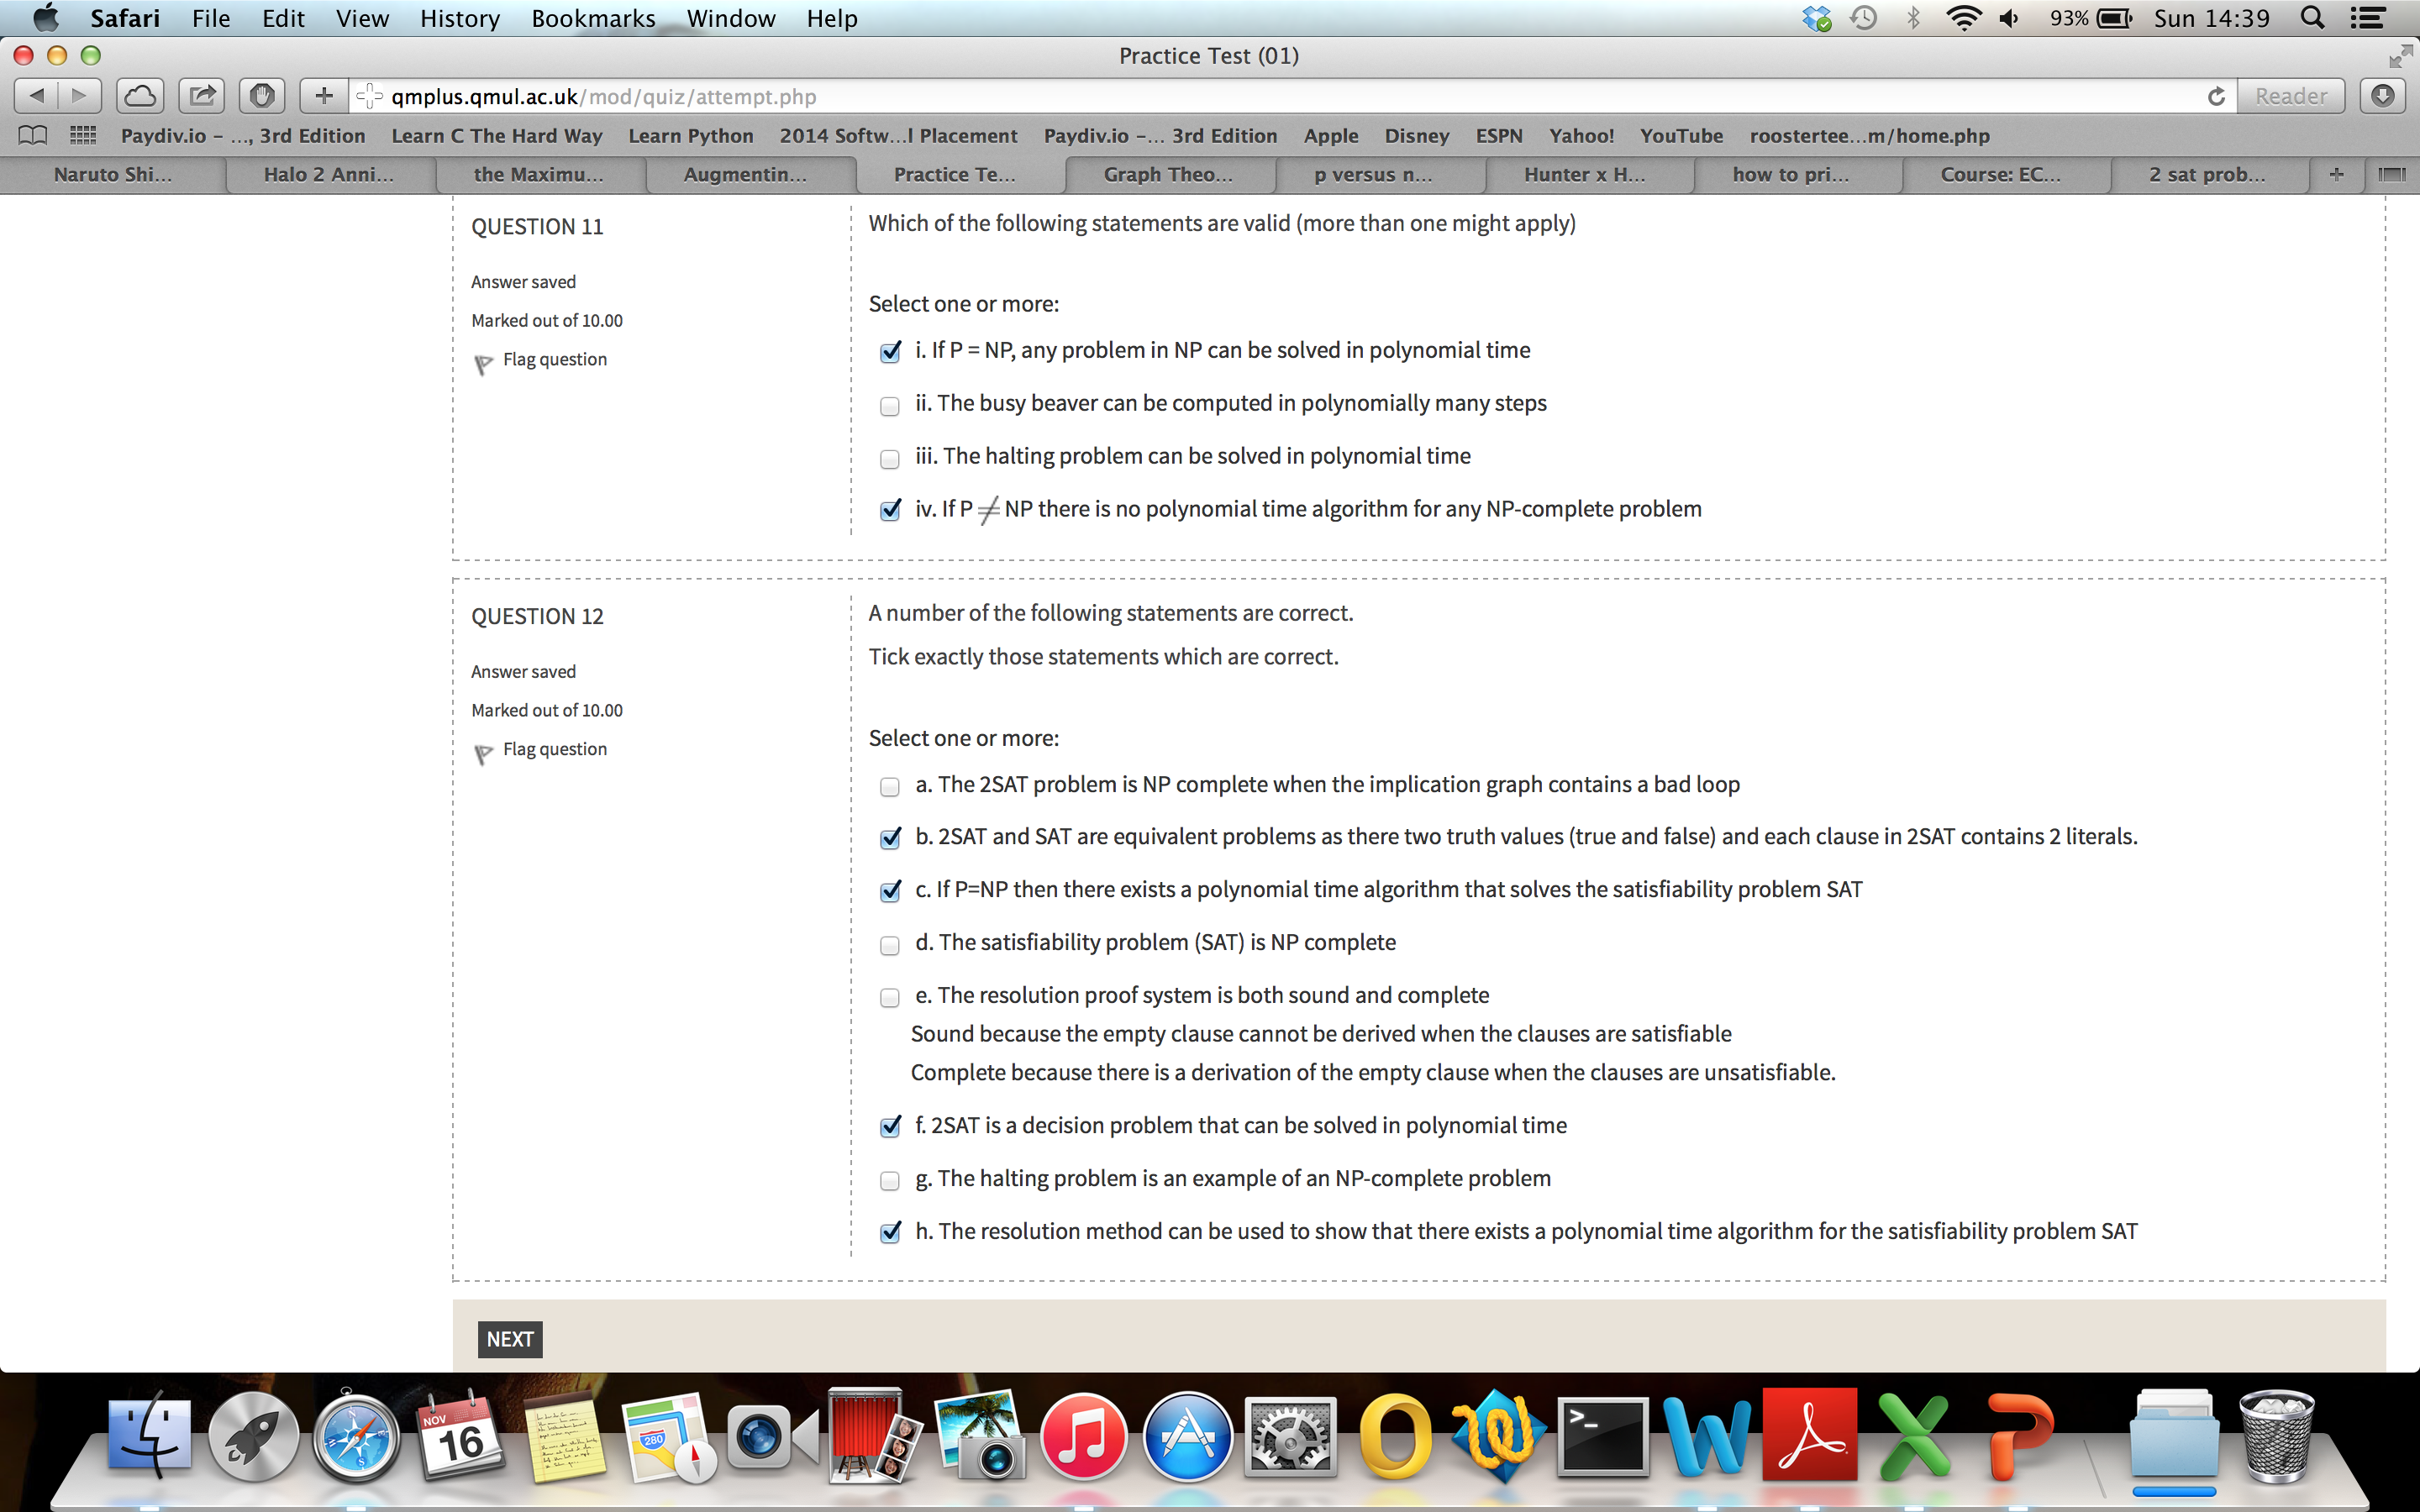 Safari File Edit View History Bookmarks Window Help 93% Sun 14:39
Practice Test (01)
qmplus.qmul.ac.uk/mod/quiz/attempt.php Reader
Paydiv.io – ..., 3rd Edition Learn C The Hard Way Learn Python 2014 Softw...l Placement Paydiv.io –... 3rd Edition Apple Disney ESPN Yahoo! YouTube roostertee...m/home.php
Naruto Shi... Halo 2 Anni... the Maximu... Augmentin... Practice Te... Graph Theo... p versus n... Hunter x H... how to pri... Course: EC... 2 sat prob...
QUESTION 11
Answer saved
Marked out of 10.00
Flag question
Which of the following statements are valid (more than one might apply)
Select one or more:
i. If P = NP, any problem in NP can be solved in polynomial time
ii. The busy beaver can be computed in polynomially many steps
iii. The halting problem can be solved in polynomial time
iv. If P ≠ NP there is no polynomial time algorithm for any NP-complete problem
QUESTION 12
Answer saved
Marked out of 10.00
Flag question
A number of the following statements are correct.
Tick exactly those statements which are correct.
Select one or more:
a. The 2SAT problem is NP complete when the implication graph contains a bad loop
b. 2SAT and SAT are equivalent problems as there two truth values (true and false) and each clause in 2SAT contains 2 literals.
c. If P=NP then there exists a polynomial time algorithm that solves the satisfiability problem SAT
d. The satisfiability problem (SAT) is NP complete
e. The resolution proof system is both sound and complete
Sound because the empty clause cannot be derived when the clauses are satisfiable
Complete because there is a derivation of the empty clause when the clauses are unsatisfiable.
f. 2SAT is a decision problem that can be solved in polynomial time
g. The halting problem is an example of an NP-complete problem
h. The resolution method can be used to show that there exists a polynomial time algorithm for the satisfiability problem SAT
NEXT
NOV
16
280